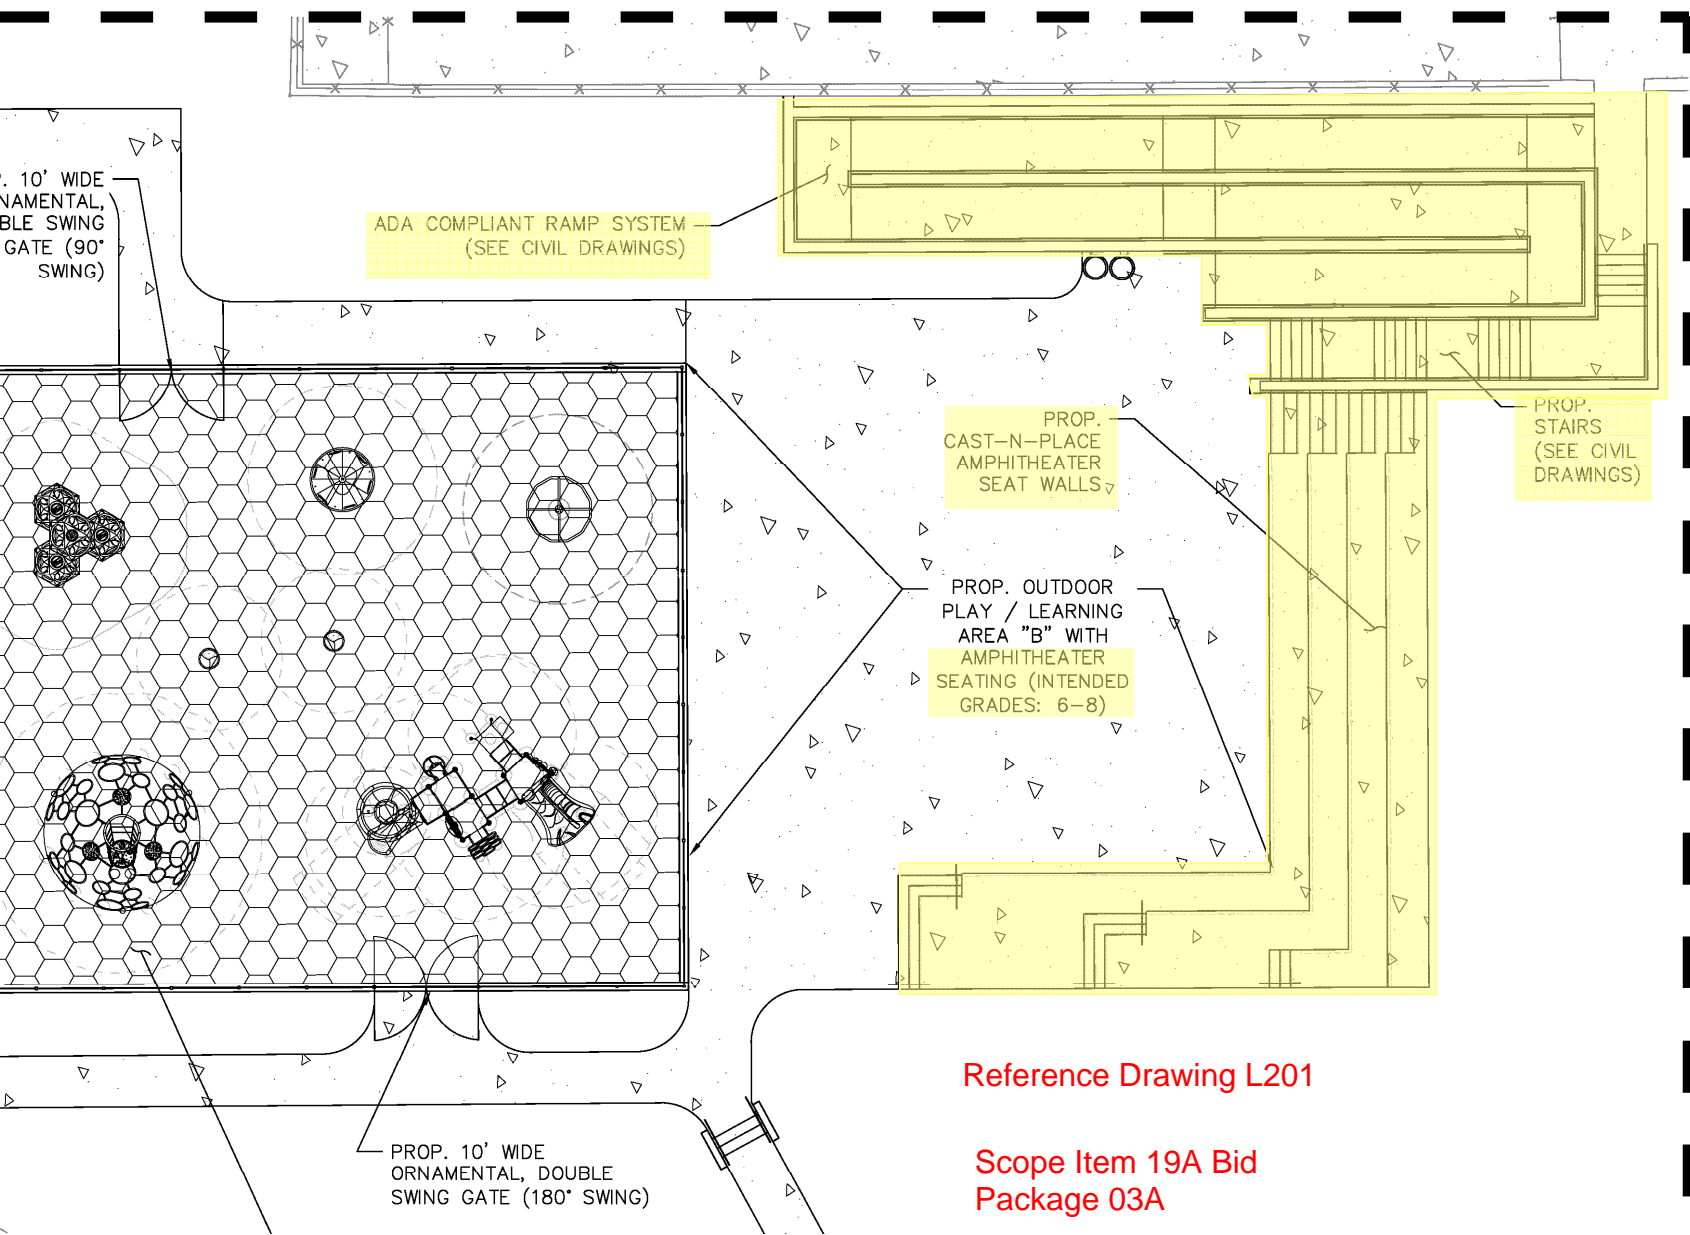 . 10' WIDE
NAMENTAL,
BLE SWING
GATE (90°
SWING)
ADA COMPLIANT RAMP SYSTEM
(SEE CIVIL DRAWINGS)
PROP.
CAST-N-PLACE
AMPHITHEATER
SEAT WALLS
PROP.
STAIRS
(SEE CIVIL
DRAWINGS)
PROP. OUTDOOR
PLAY / LEARNING
AREA "B" WITH
AMPHITHEATER
SEATING (INTENDED
GRADES: 6-8)
PROP. 10' WIDE
ORNAMENTAL, DOUBLE
SWING GATE (180° SWING)
Reference Drawing L201
Scope Item 19A Bid
Package 03A